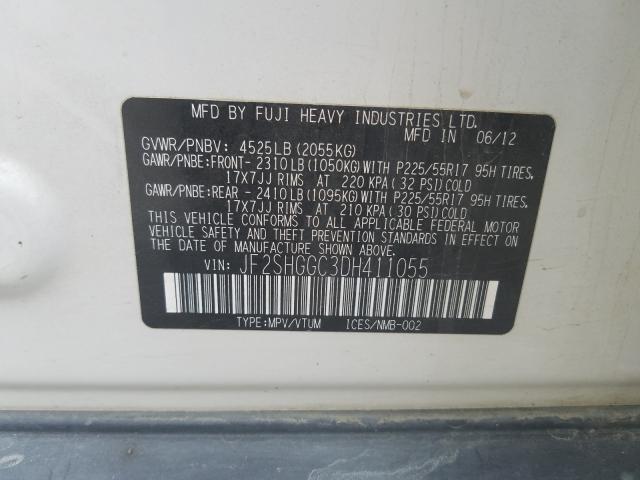 MFD BY FUJI HEAVY INDUSTRIES LTD.
MFD IN 06/12
GVWR/PNBV: 4525LB(2055KG)
GAWR/PNBE:FRONT- 2310LB(1050KG)WITH P225/55R17 95H TIRES,
17X7JJ RIMS AT 220 KPA(32 PSI)COLD
GAWR/PNBE:REAR - 2410LB(1095KG)WITH P225/55R17 95H TIRES,
17X7JJ RIMS AT 210 KPA(30 PSI)COLD
THIS VEHICLE CONFORMS TO ALL APPLICABLE FEDERAL MOTOR
VEHICLE SAFETY AND THEFT PREVENTION STANDARDS IN EFFECT ON
THE DATE OF MANUFACTURE SHOWN ABOVE.
VIN: JF2SHGGC3DH411055
TYPE:MPV/VTUM ICES/NMB-002